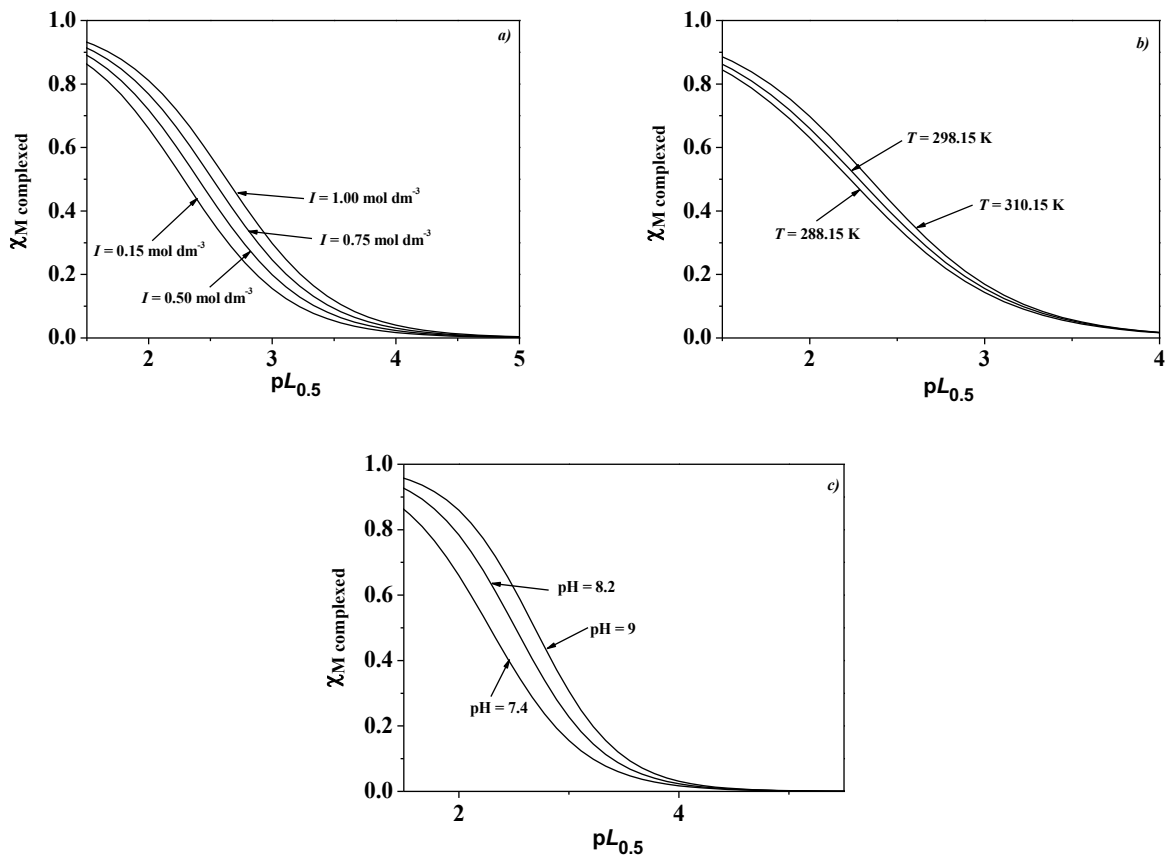 a)
1.0
0.8
0.6
0.4
0.2
0.0
χM complexed
I = 1.00 mol dm-3
I = 0.75 mol dm-3
I = 0.15 mol dm-3
I = 0.50 mol dm-3
2 3 4 5
pL0.5
b)
1.0
0.8
0.6
0.4
0.2
0.0
χM complexed
T = 298.15 K
T = 310.15 K
T = 288.15 K
2 3 4
pL0.5
c)
1.0
0.8
0.6
0.4
0.2
0.0
χM complexed
pH = 8.2
pH = 9
pH = 7.4
2 4
pL0.5